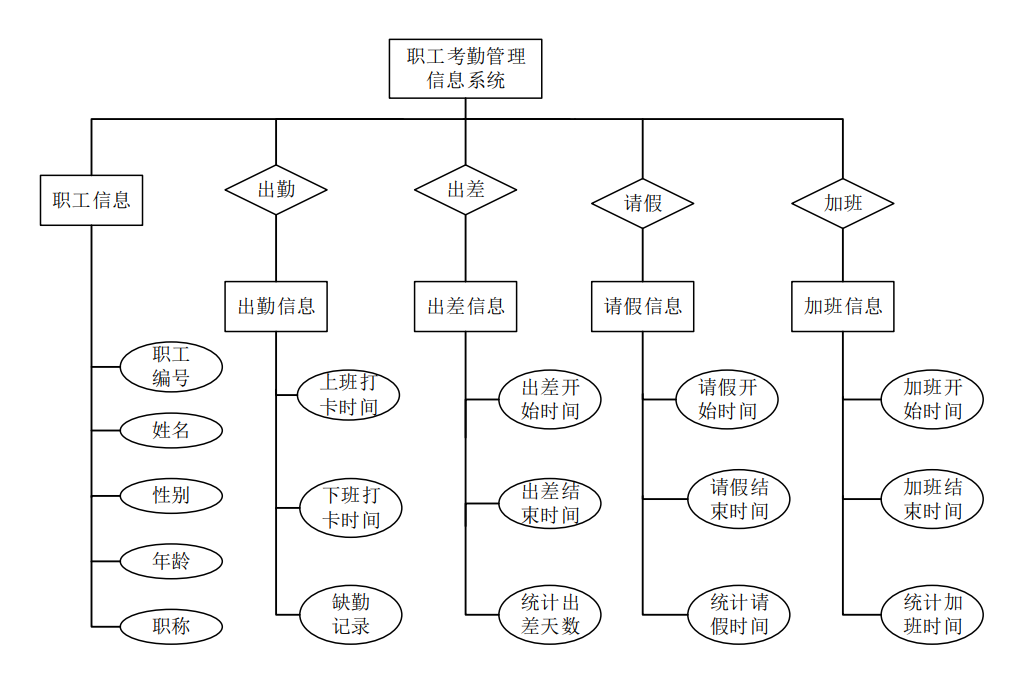 职工考勤管理
信息系统
职工信息
出勤
出差
请假
加班
出勤信息
出差信息
请假信息
加班信息
职工
编号
姓名
性别
年龄
职称
上班打
卡时间
下班打
卡时间
缺勤
记录
出差开
始时间
出差结
束时间
统计出
差天数
请假开
始时间
请假结
束时间
统计请
假时间
加班开
始时间
加班结
束时间
统计加
班时间